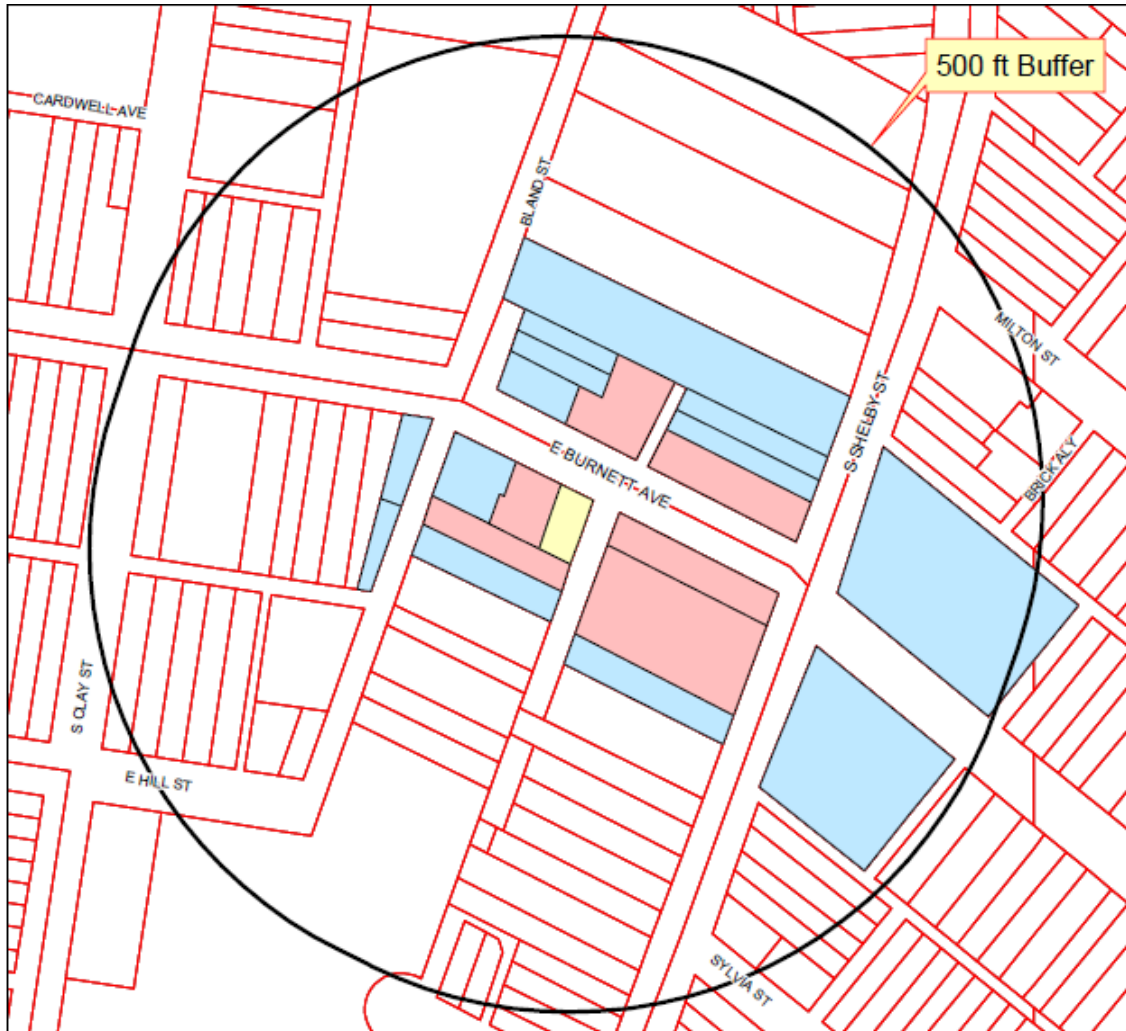 500 ft Buffer
CARDWELL AVE
BLAND ST
MILTON ST
S SHELBY ST
BRICK ALY
E BURNETT AVE
S CLAY ST
E HILL ST
SYLVIA ST